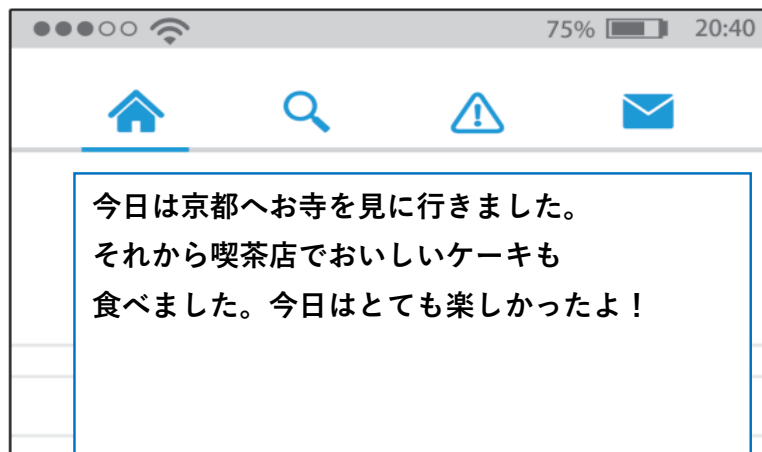 75% 20:40
今日は京都へお寺を見に行きました。
それから喫茶店でおいしいケーキも
食べました。今日はとても楽しかったよ！